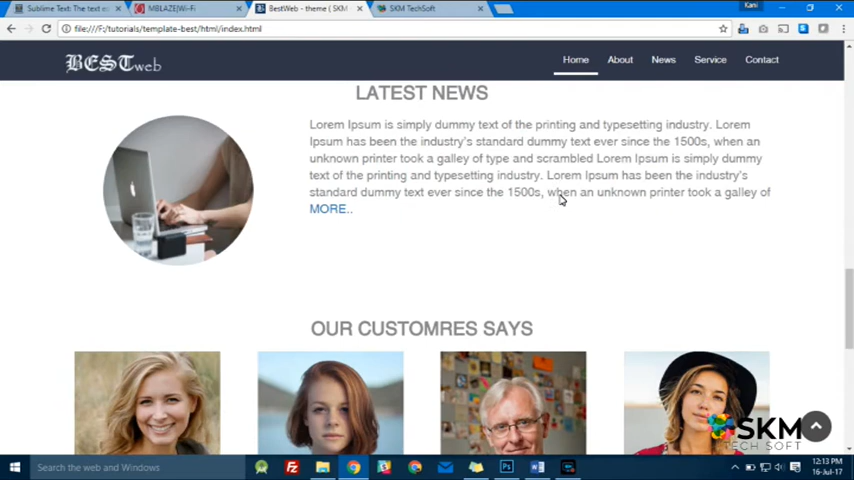 Sublime Text: The text e
MBLAZE|Wi-Fi
BestWeb - theme ( SKM
SKM TechSoft
Kani
file:///F:/tutorials/template-best/html/index.html
BESTweb
Home
About
News
Service
Contact
LATEST NEWS
Lorem Ipsum is simply dummy text of the printing and typesetting industry. Lorem
Ipsum has been the industry's standard dummy text ever since the 1500s, when an
unknown printer took a galley of type and scrambled Lorem Ipsum is simply dummy
text of the printing and typesetting industry. Lorem Ipsum has been the industry's
standard dummy text ever since the 1500s, when an unknown printer took a galley of
MORE..
OUR CUSTOMRES SAYS
SKM
TECH SOFT
Search the web and Windows
12:13 PM
16-Jul-17